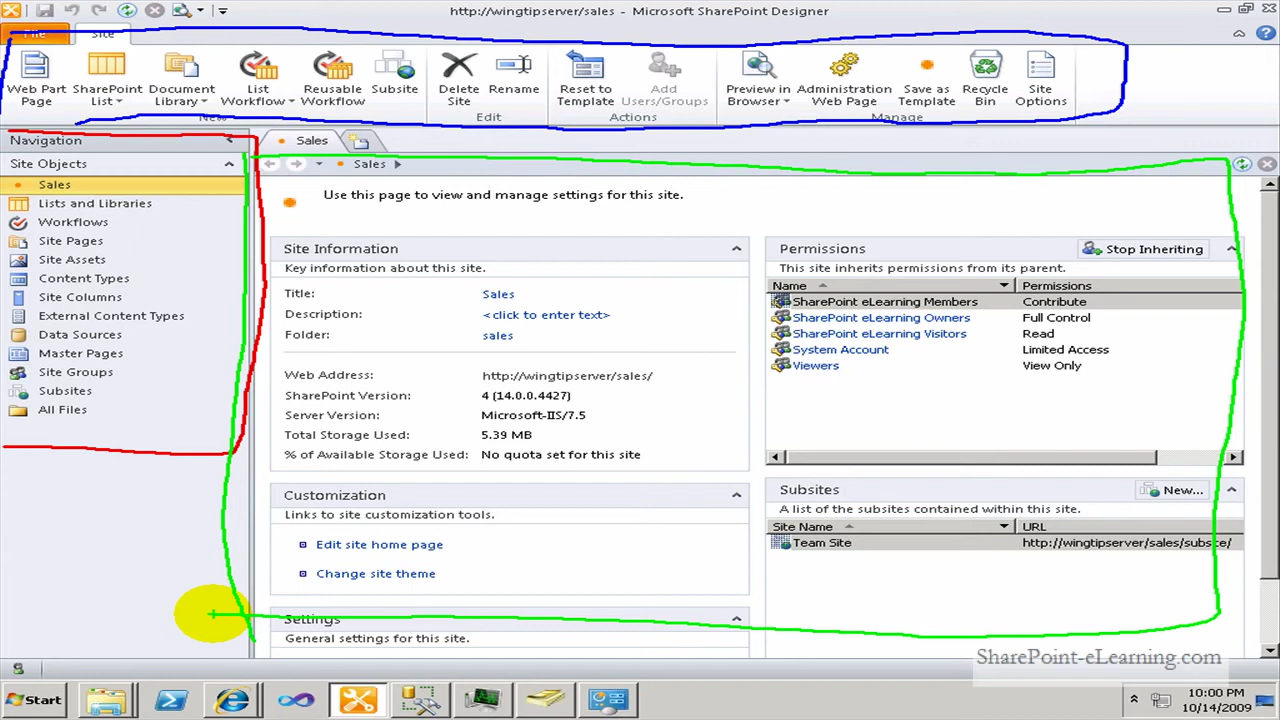 http://wingtipserver/sales - Microsoft SharePoint Designer
File Site
Web Part Page
SharePoint List
Document Library
List Workflow
Reusable Workflow
Subsite
Delete Site
Rename
Reset to Template
Add Users/Groups
Preview in Browser
Administration Web Page
Save as Template
Recycle Bin
Site Options
New Edit Actions Manage
Navigation
Sales
Site Objects
Sales
Sales
Lists and Libraries
Workflows
Site Pages
Site Assets
Content Types
Site Columns
External Content Types
Data Sources
Master Pages
Site Groups
Subsites
All Files
Use this page to view and manage settings for this site.
Site Information
Key information about this site.
Title: Sales
Description: <click to enter text>
Folder: sales
Web Address: http://wingtipserver/sales/
SharePoint Version: 4 (14.0.0.4427)
Server Version: Microsoft-IIS/7.5
Total Storage Used: 5.39 MB
% of Available Storage Used: No quota set for this site
Customization
Links to site customization tools.
Edit site home page
Change site theme
Settings
General settings for this site.
Permissions Stop Inheriting
This site inherits permissions from its parent.
Name Permissions
SharePoint eLearning Members Contribute
SharePoint eLearning Owners Full Control
SharePoint eLearning Visitors Read
System Account Limited Access
Viewers View Only
Subsites New...
A list of the subsites contained within this site.
Site Name URL
Team Site http://wingtipserver/sales/subsite/
SharePoint-eLearning.com
Start
10:00 PM
10/14/2009